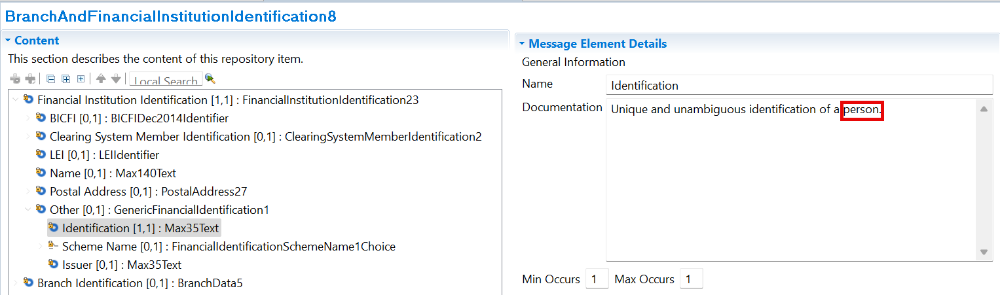 BranchAndFinancialInstitutionIdentification8
Content
This section describes the content of this repository item.
Local Search
Financial Institution Identification [1,1] : FinancialInstitutionIdentification23
BICFI [0,1] : BICFIDec2014Identifier
Clearing System Member Identification [0,1] : ClearingSystemMemberIdentification2
LEI [0,1] : LEIIdentifier
Name [0,1] : Max140Text
Postal Address [0,1] : PostalAddress27
Other [0,1] : GenericFinancialIdentification1
Identification [1,1] : Max35Text
Scheme Name [0,1] : FinancialIdentificationSchemeName1Choice
Issuer [0,1] : Max35Text
Branch Identification [0,1] : BranchData5
Message Element Details
General Information
Name Identification
Documentation Unique and unambiguous identification of a person.
Min Occurs 1 Max Occurs 1